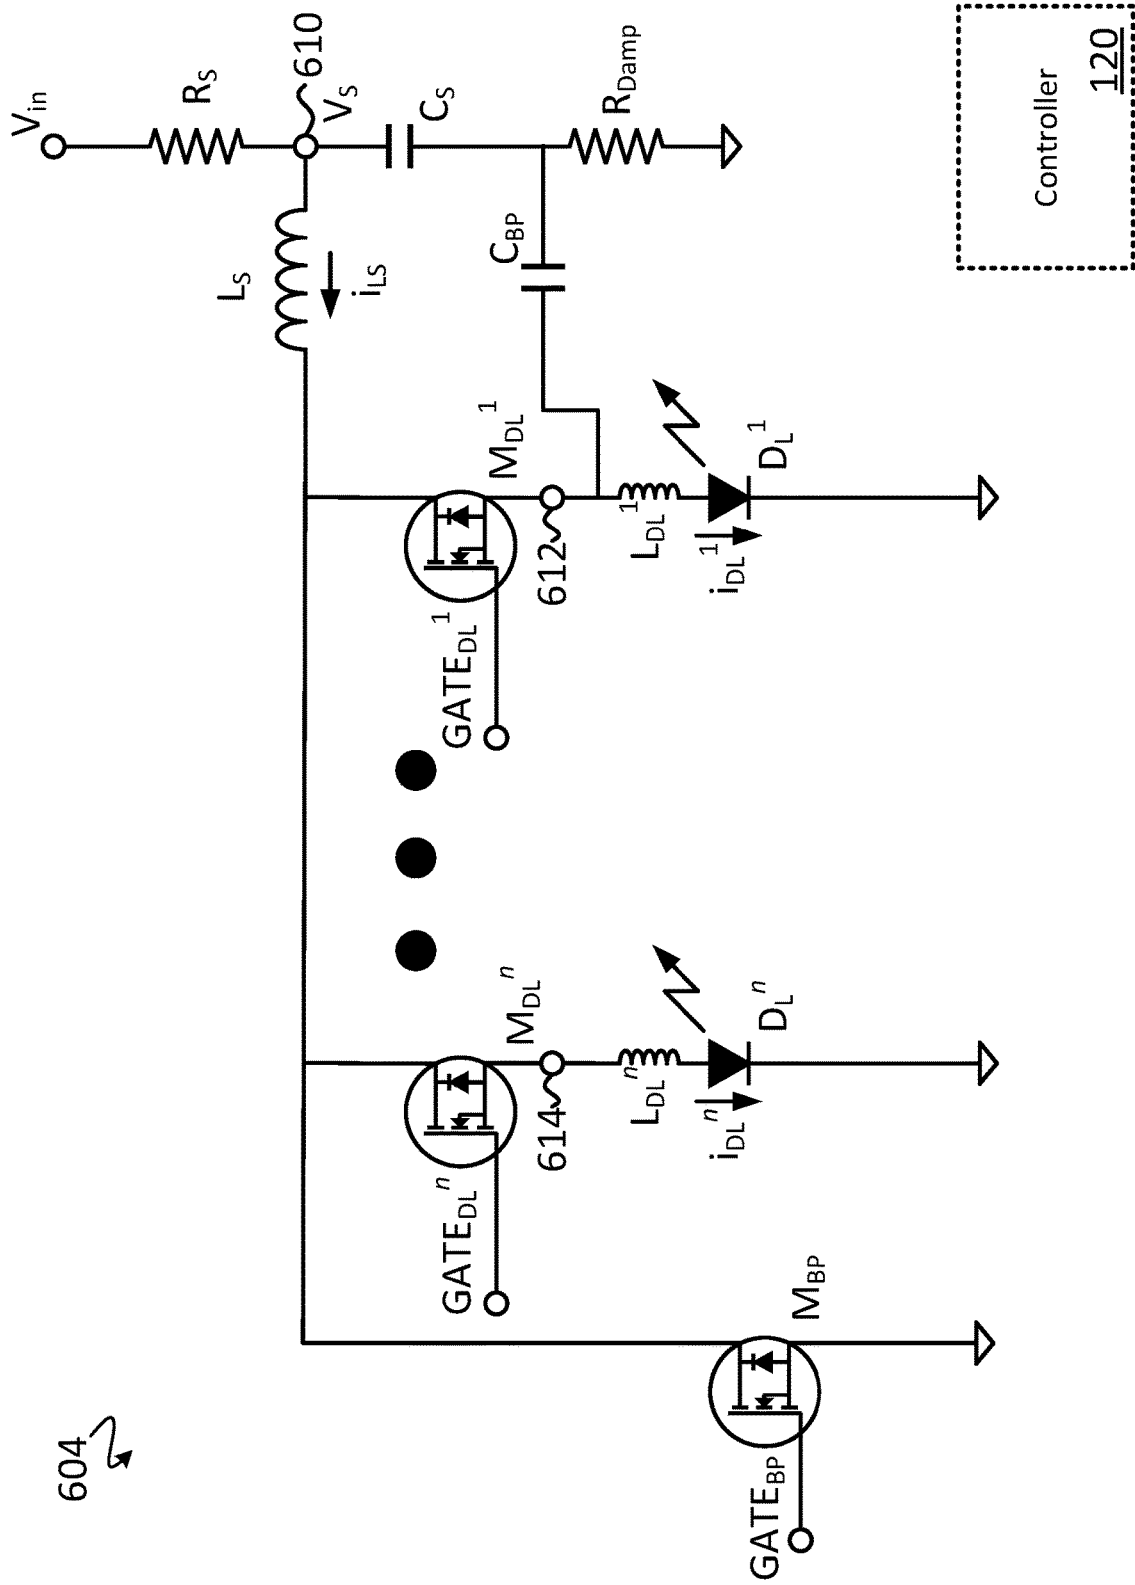 604
GATE_BP
M_BP
GATE_DL^n
M_DL^n
614
L_DL^n
i_DL^n
D_L^n
GATE_DL^1
M_DL^1
612
L_DL^1
i_DL^1
D_L^1
L_S
i_LS
C_BP
V_in
R_S
610
V_S
C_S
R_Damp
Controller
120